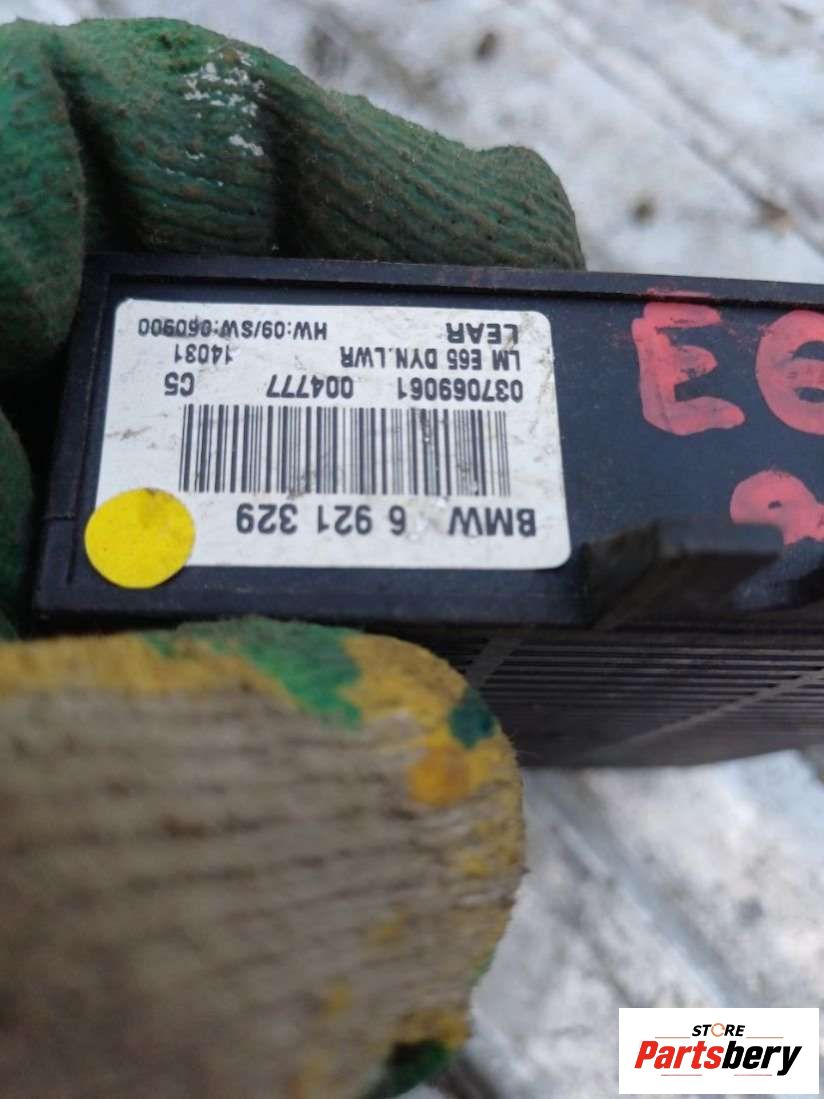 BMW 6 921 329
037069061 004777 C5
LM E65 DYN.LWR 14031
LEAR HW:09/SW:060900
E6
STORE
Partsbery